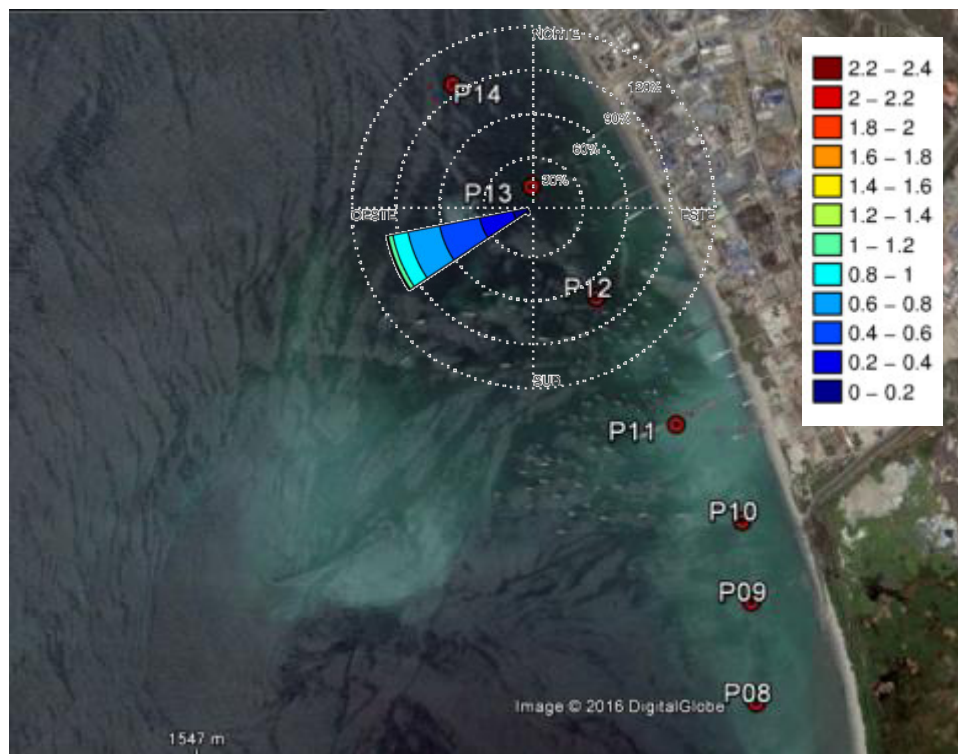 NORTE
120%
90%
60%
30%
OESTE
ESTE
SUR
P14
P13
P12
P11
P10
P09
P08
2.2 – 2.4
2 – 2.2
1.8 – 2
1.6 – 1.8
1.4 – 1.6
1.2 – 1.4
1 – 1.2
0.8 – 1
0.6 – 0.8
0.4 – 0.6
0.2 – 0.4
0 – 0.2
Image © 2016 DigitalGlobe
1547 m